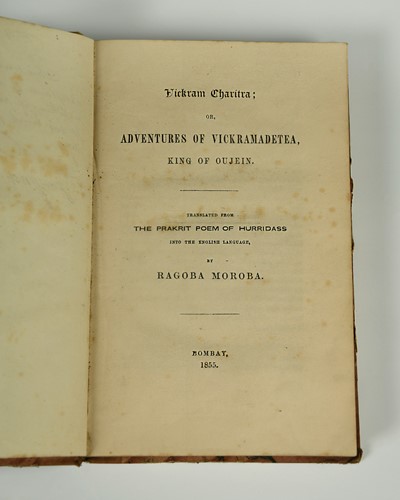 Vickram Charitra;
OR,
ADVENTURES OF VICKRAMADETEA,
KING OF OUJEIN.
TRANSLATED FROM
THE PRAKRIT POEM OF HURRIDASS
INTO THE ENGLISH LANGUAGE,
BY
RAGOBA MOROBA.
BOMBAY,
1855.